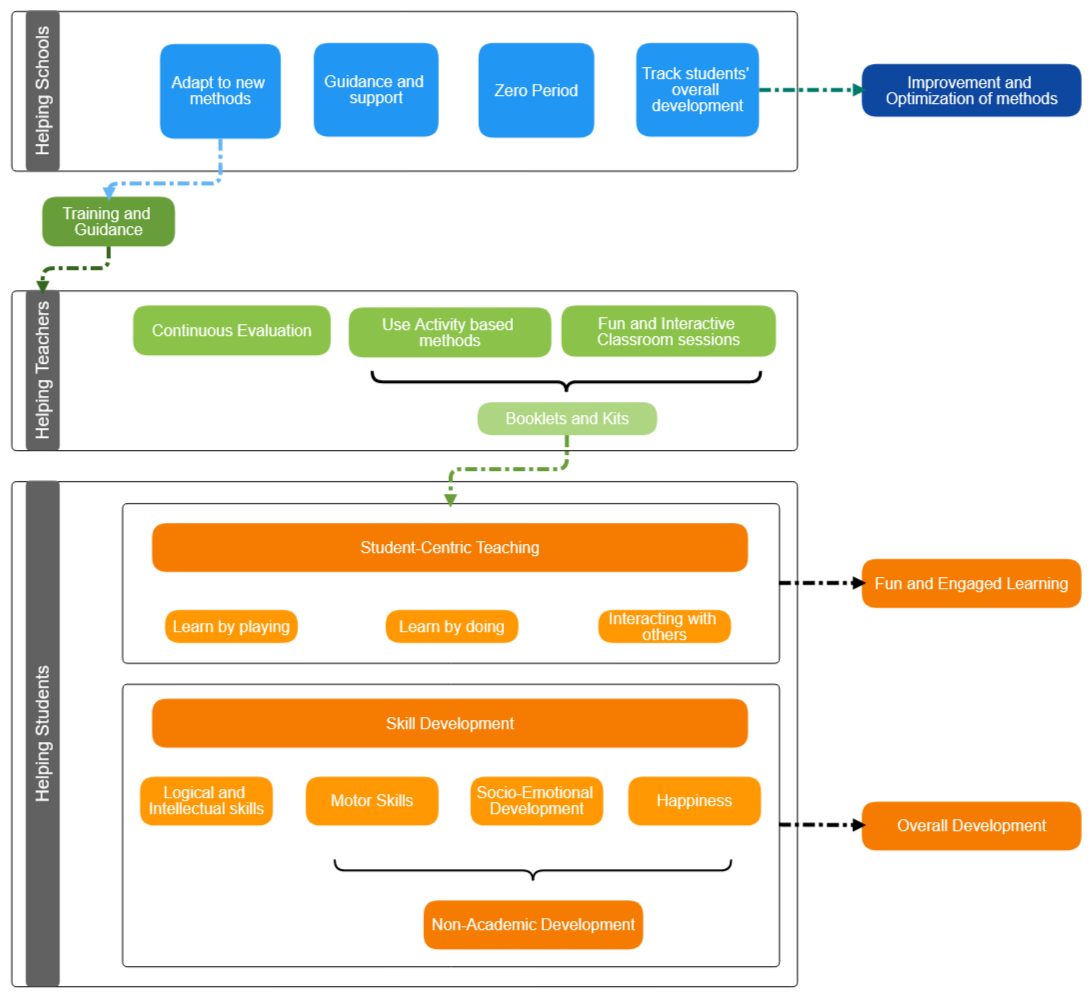 Helping Schools
Adapt to new
methods
Guidance and
support
Zero Period
Track students'
overall
development
Improvement and
Optimization of methods
Training and
Guidance
Helping Teachers
Continuous Evaluation
Use Activity based
methods
Fun and Interactive
Classroom sessions
Booklets and Kits
Helping Students
Student-Centric Teaching
Learn by playing
Learn by doing
Interacting with
others
Fun and Engaged Learning
Skill Development
Logical and
Intellectual skills
Motor Skills
Socio-Emotional
Development
Happiness
Overall Development
Non-Academic Development